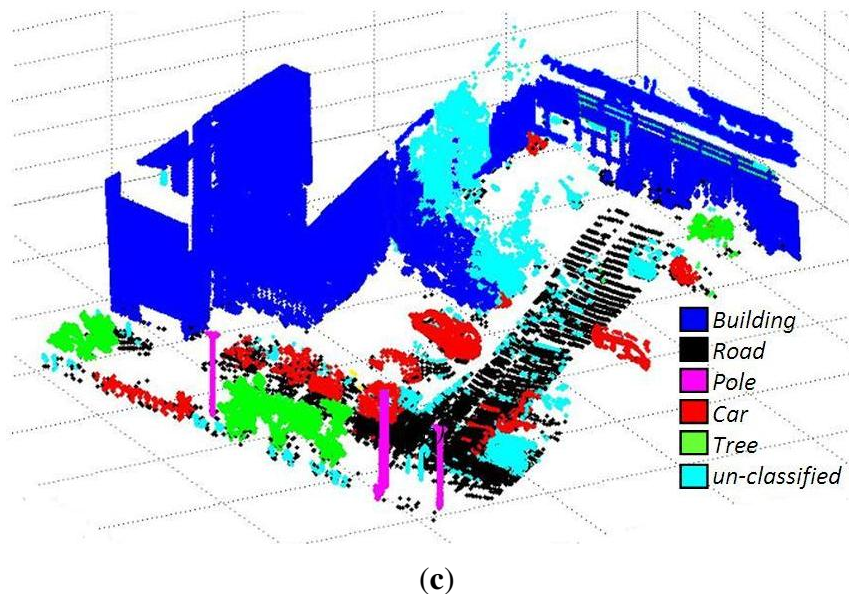 Building
Road
Pole
Car
Tree
un-classified
(c)